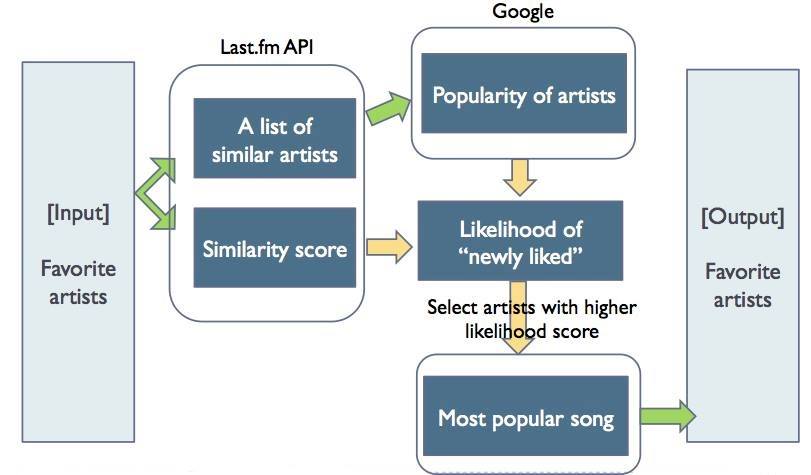 Google
Last.fm API
Popularity of artists
A list of
similar artists
[Input]
Favorite
artists
Similarity score
Likelihood of
“newly liked”
[Output]
Favorite
artists
Select artists with higher
likelihood score
Most popular song